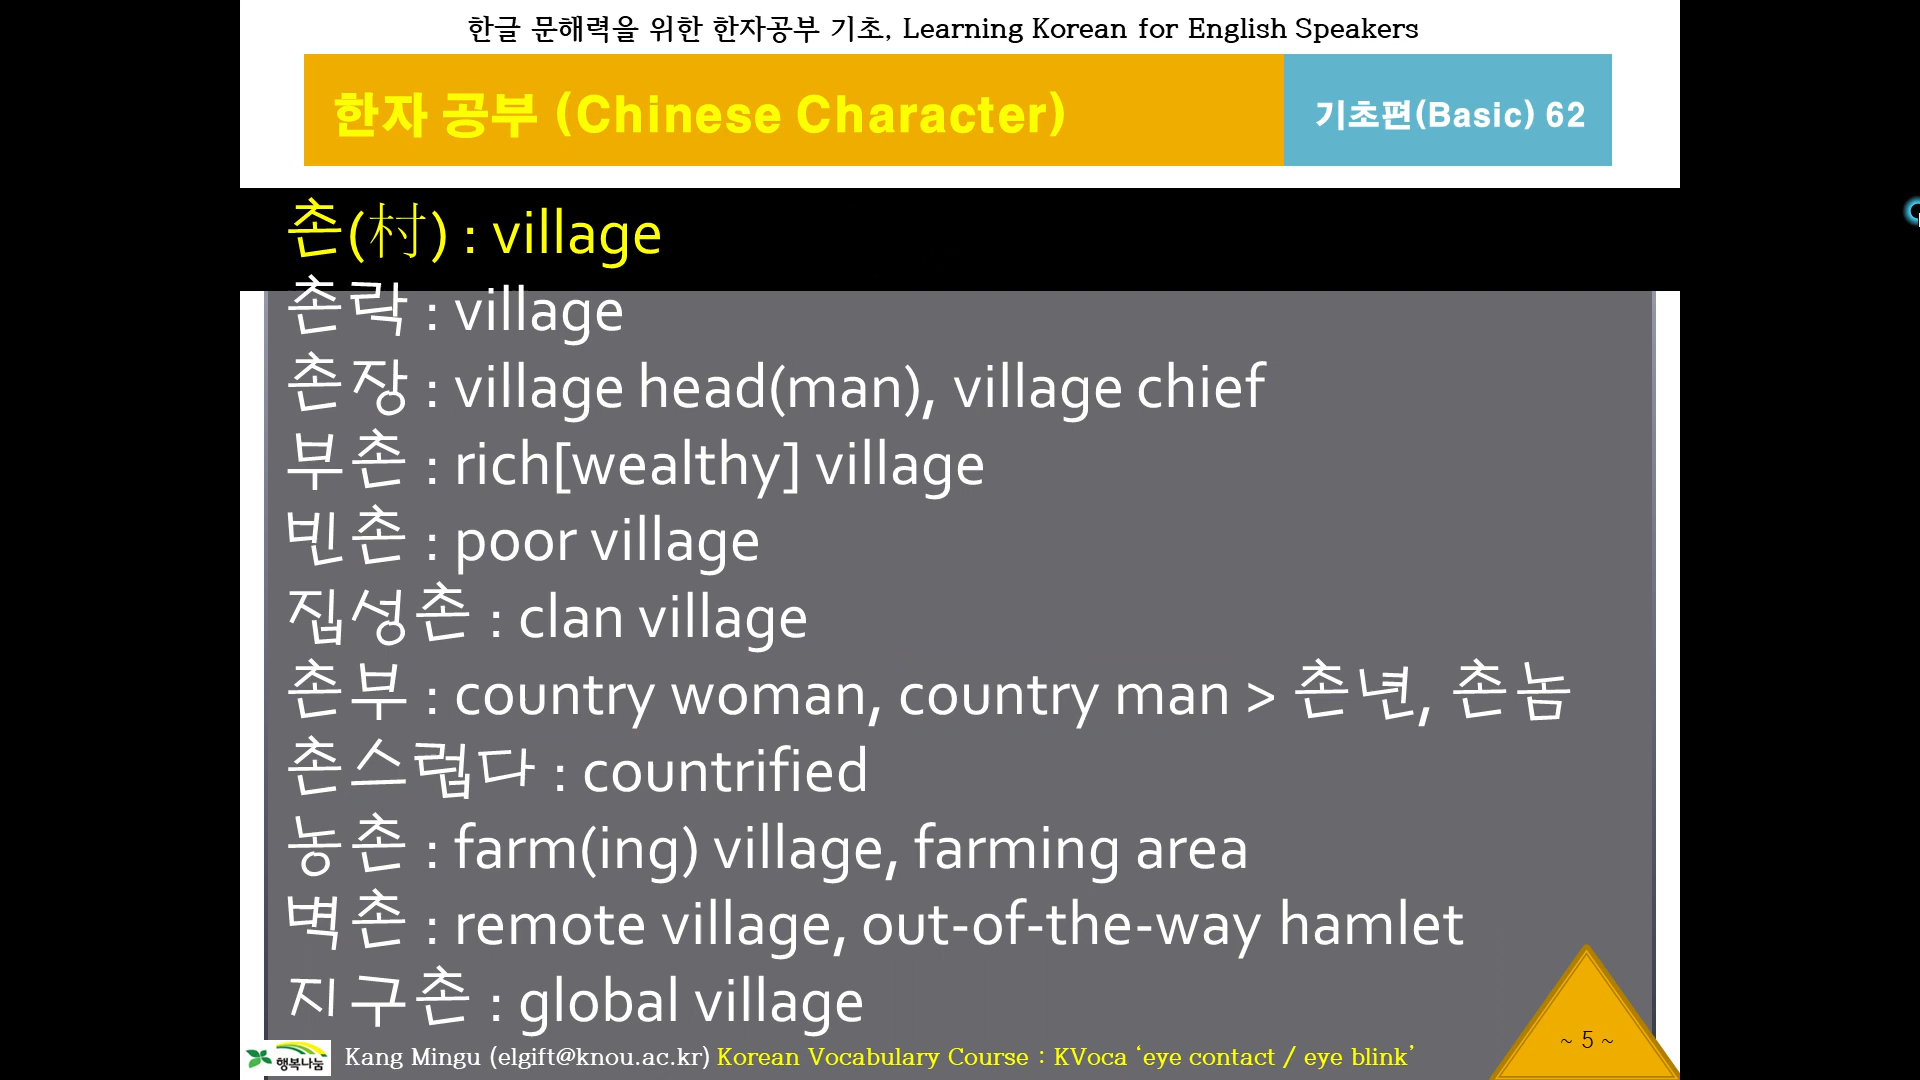 한글 문해력을 위한 한자공부 기초, Learning Korean for English Speakers
한자 공부 (Chinese Character)
기초편(Basic) 62
촌(村) : village
촌락 : village
촌장 : village head(man), village chief
부촌 : rich[wealthy] village
빈촌 : poor village
집성촌 : clan village
촌부 : country woman, country man > 촌년, 촌놈
촌스럽다 : countrified
농촌 : farm(ing) village, farming area
벽촌 : remote village, out-of-the-way hamlet
지구촌 : global village
~ 5 ~
행복나눔
Kang Mingu (elgift@knou.ac.kr) Korean Vocabulary Course : KVoca ‘eye contact / eye blink’